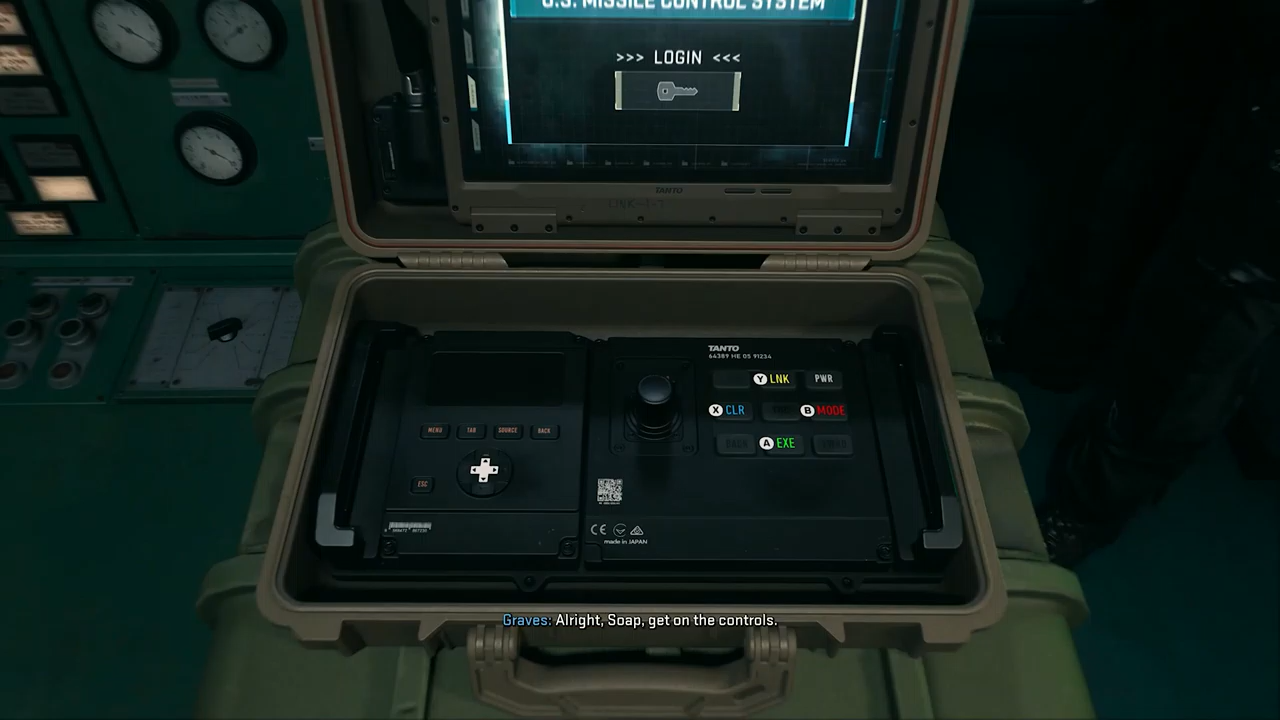 U.S. MISSILE CONTROL SYSTEM
>>> LOGIN <<<
TANTO
TANTO
64389 HE 05 91234
Y LNK
PWR
X CLR
B MODE
A EXE
MENU
TAB
SOURCE
BACK
ESC
CE
made in JAPAN
Graves: Alright, Soap, get on the controls.